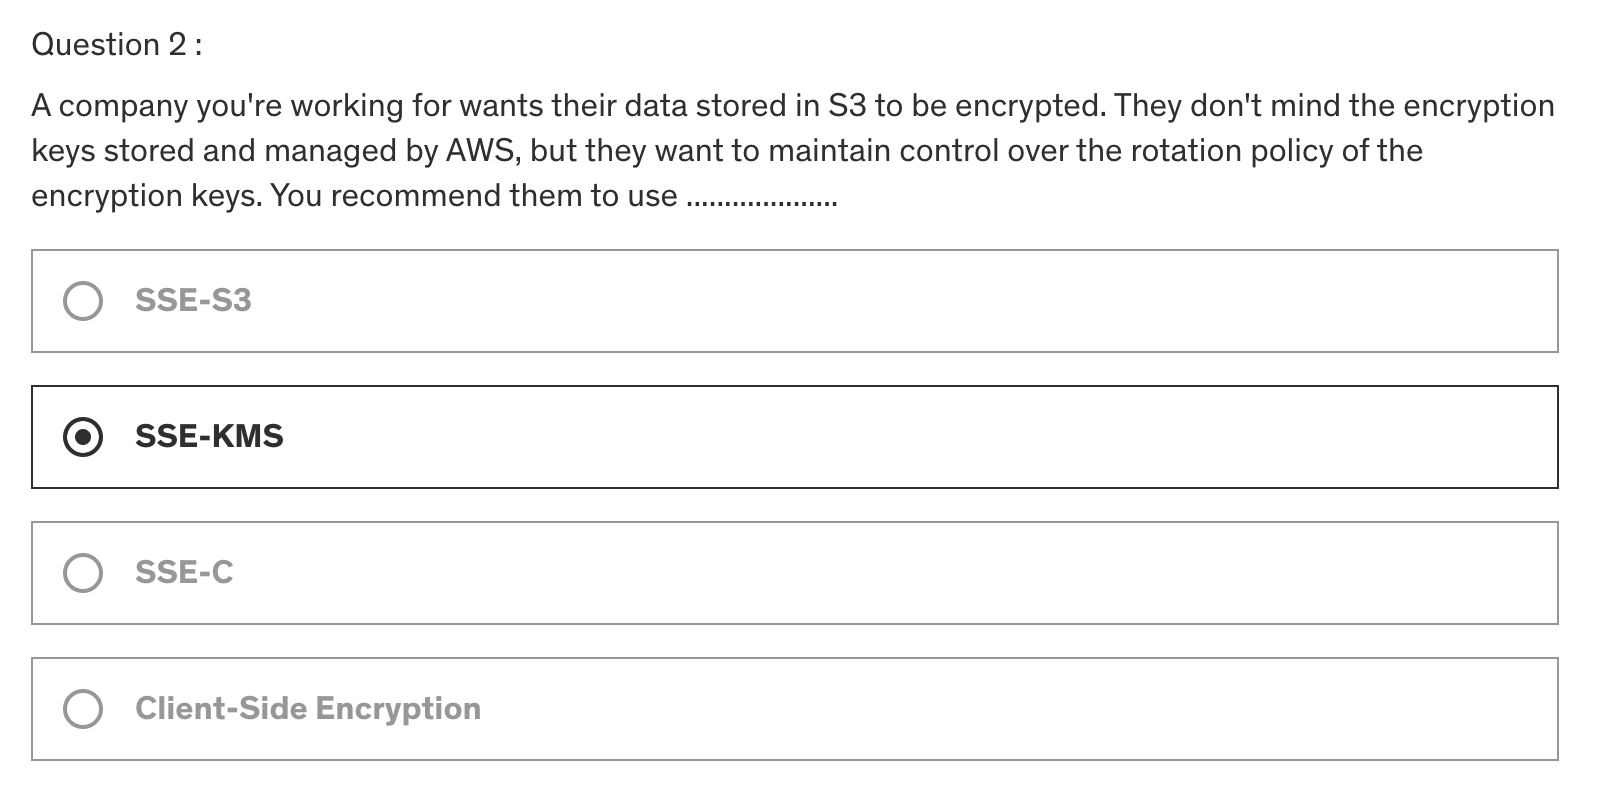 Question 2 :
A company you're working for wants their data stored in S3 to be encrypted. They don't mind the encryption
keys stored and managed by AWS, but they want to maintain control over the rotation policy of the
encryption keys. You recommend them to use ....................
SSE-S3
SSE-KMS
SSE-C
Client-Side Encryption